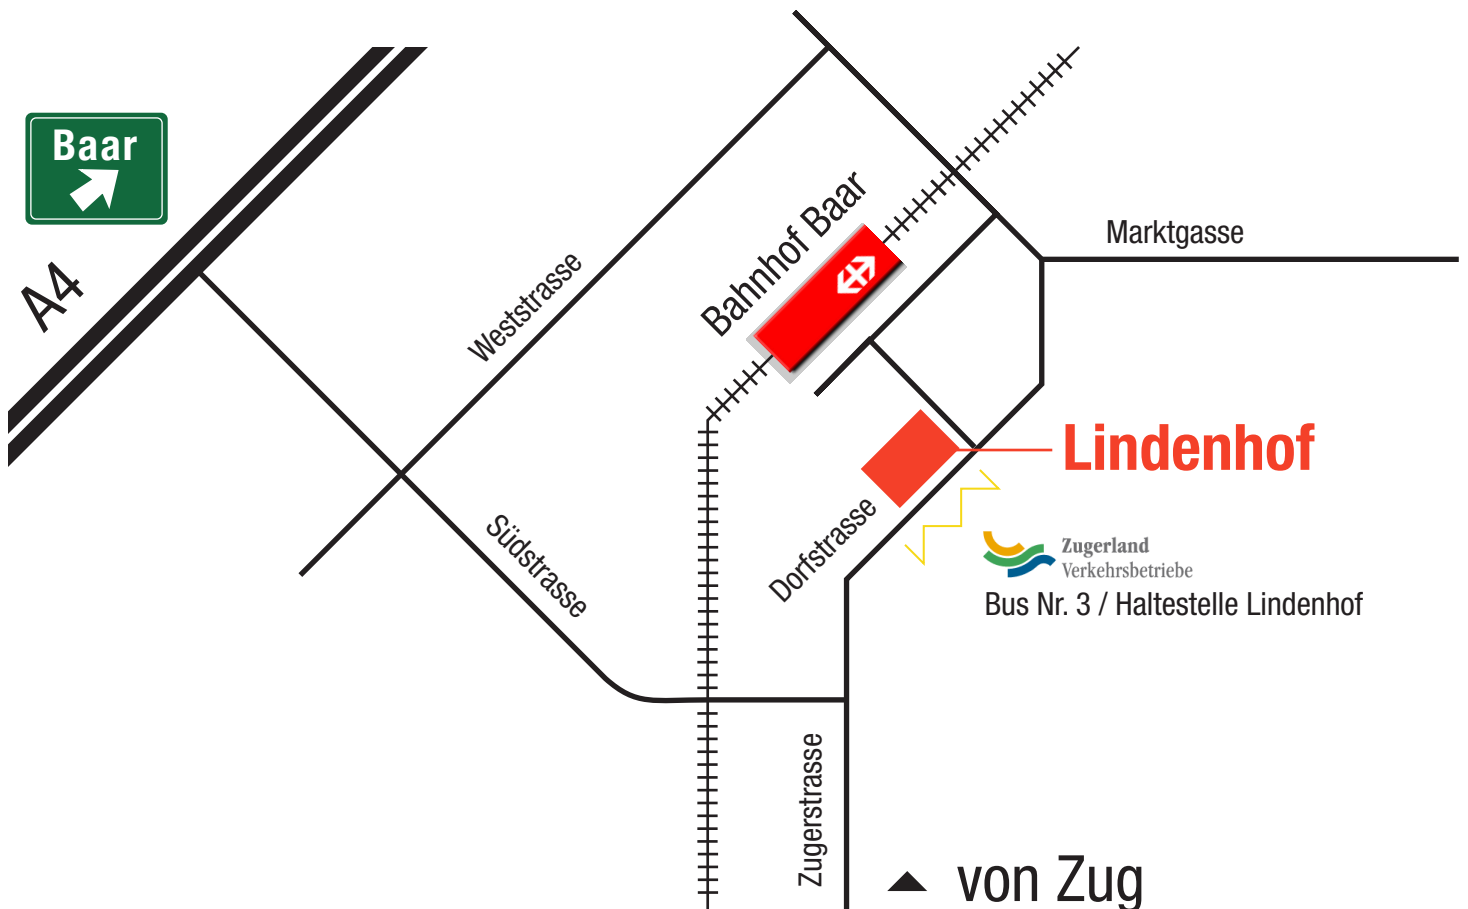 Baar
A4
Weststrasse
Bahnhof Baar
Marktgasse
Lindenhof
Südstrasse
Dorfstrasse
Zugerland
Verkehrsbetriebe
Bus Nr. 3 / Haltestelle Lindenhof
Zugerstrasse
von Zug